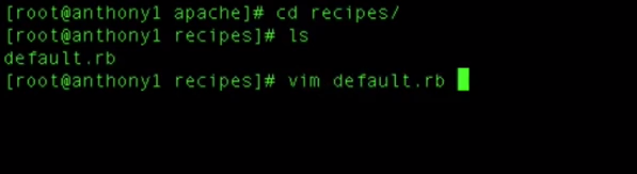 [root@anthony1 apache]# cd recipes/
[root@anthony1 recipes]# ls
default.rb
[root@anthony1 recipes]# vim default.rb